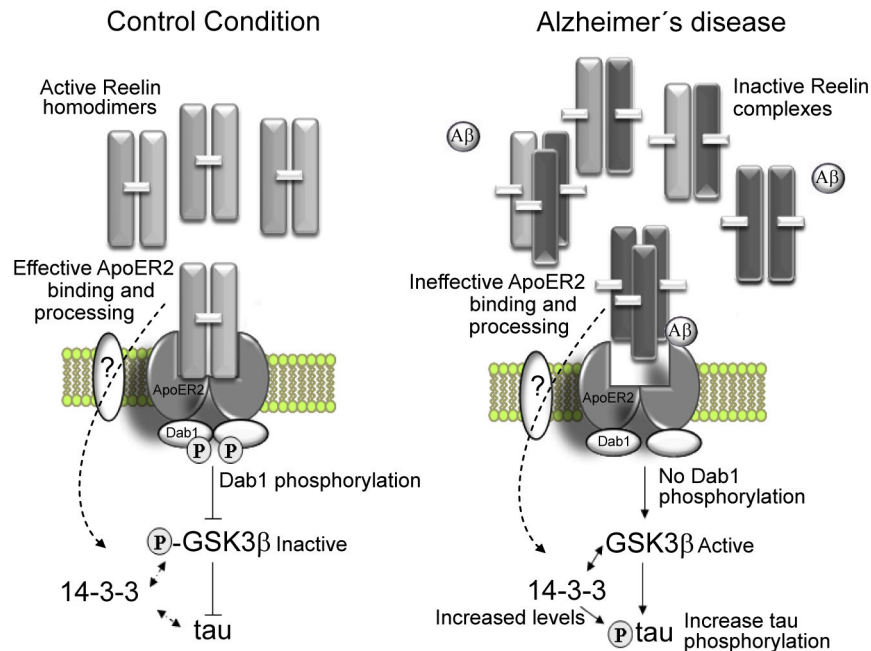 Control Condition
Active Reelin
homodimers
Effective ApoER2
binding and
processing
?
ApoER2
Dab1
P P
Dab1 phosphorylation
P-GSK3β Inactive
14-3-3
tau
Alzheimer´s disease
Inactive Reelin
complexes
Aβ
Aβ
Ineffective ApoER2
binding and
processing
Aβ
?
ApoER2
Dab1
No Dab1
phosphorylation
GSK3β Active
14-3-3
Increased levels
P tau
Increase tau
phosphorylation